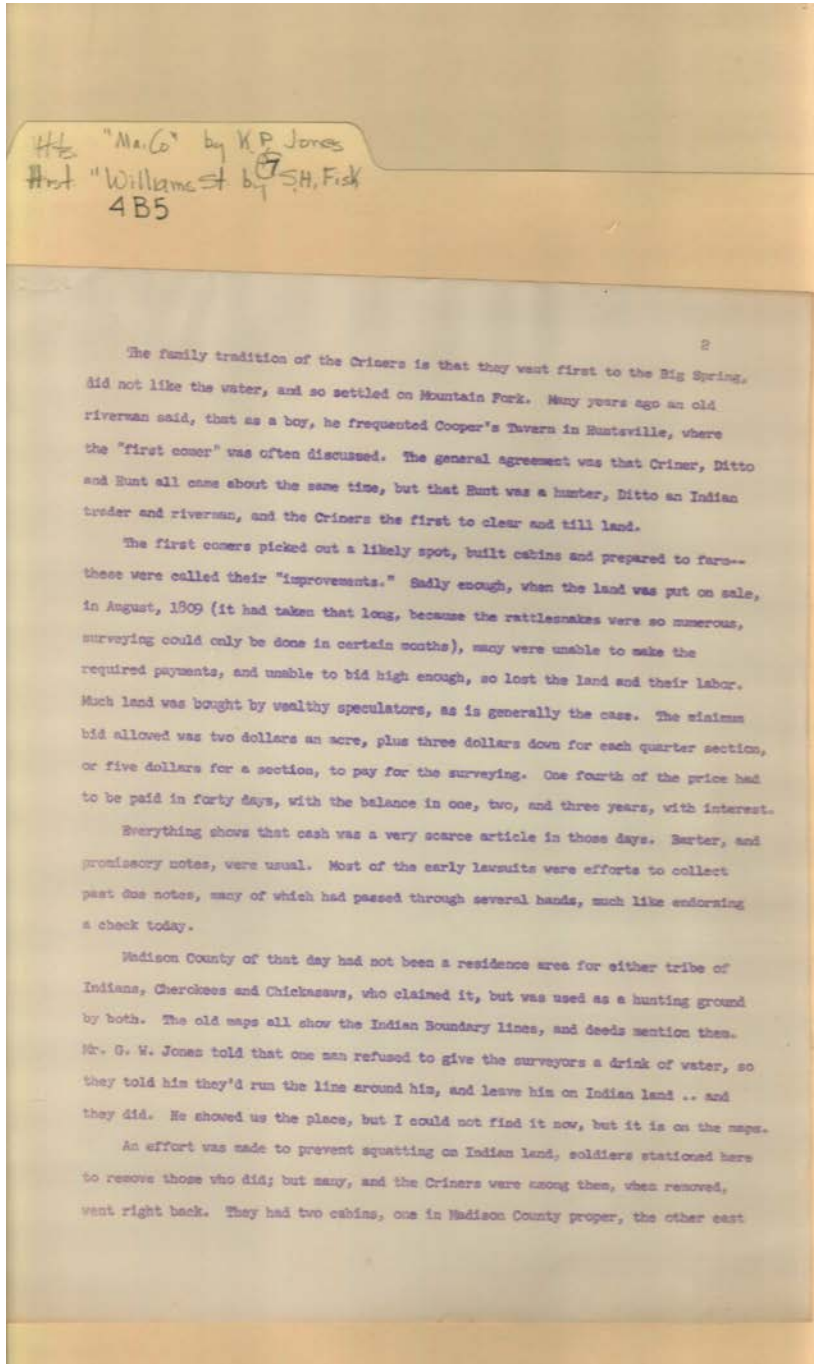 Hts "Ma.Co" by K.P. Jones
Hist "Williams St by S.H. Fisk
4B5
2
The family tradition of the Criners is that they went first to the Big Spring,
did not like the water, and so settled on Mountain Fork. Many years ago an old
riverman said, that as a boy, he frequented Cooper's Tavern in Huntsville, where
the "first comer" was often discussed. The general agreement was that Criner, Ditto
and Hunt all came about the same time, but that Hunt was a hunter, Ditto an Indian
trader and riverman, and the Criners the first to clear and till land.
The first comers picked out a likely spot, built cabins and prepared to farm--
these were called their "improvements." Sadly enough, when the land was put on sale,
in August, 1809 (it had taken that long, because the rattlesnakes were so numerous,
surveying could only be done in certain months), many were unable to make the
required payments, and unable to bid high enough, so lost the land and their labor.
Much land was bought by wealthy speculators, as is generally the case. The minimum
bid allowed was two dollars an acre, plus three dollars down for each quarter section,
or five dollars for a section, to pay for the surveying. One fourth of the price had
to be paid in forty days, with the balance in one, two, and three years, with interest.
Everything shows that cash was a very scarce article in those days. Barter, and
promissory notes, were usual. Most of the early lawsuits were efforts to collect
past due notes, many of which had passed through several hands, much like endorsing
a check today.
Madison County of that day had not been a residence area for either tribe of
Indians, Cherokees and Chickasaws, who claimed it, but was used as a hunting ground
by both. The old maps all show the Indian Boundary lines, and deeds mention them.
Mr. G. W. Jones told that one man refused to give the surveyors a drink of water, so
they told him they'd run the line around him, and leave him on Indian land .. and
they did. He showed us the place, but I could not find it now, but it is on the maps.
An effort was made to prevent squatting on Indian land, soldiers stationed here
to remove those who did; but many, and the Criners were among them, when removed,
went right back. They had two cabins, one in Madison County proper, the other east